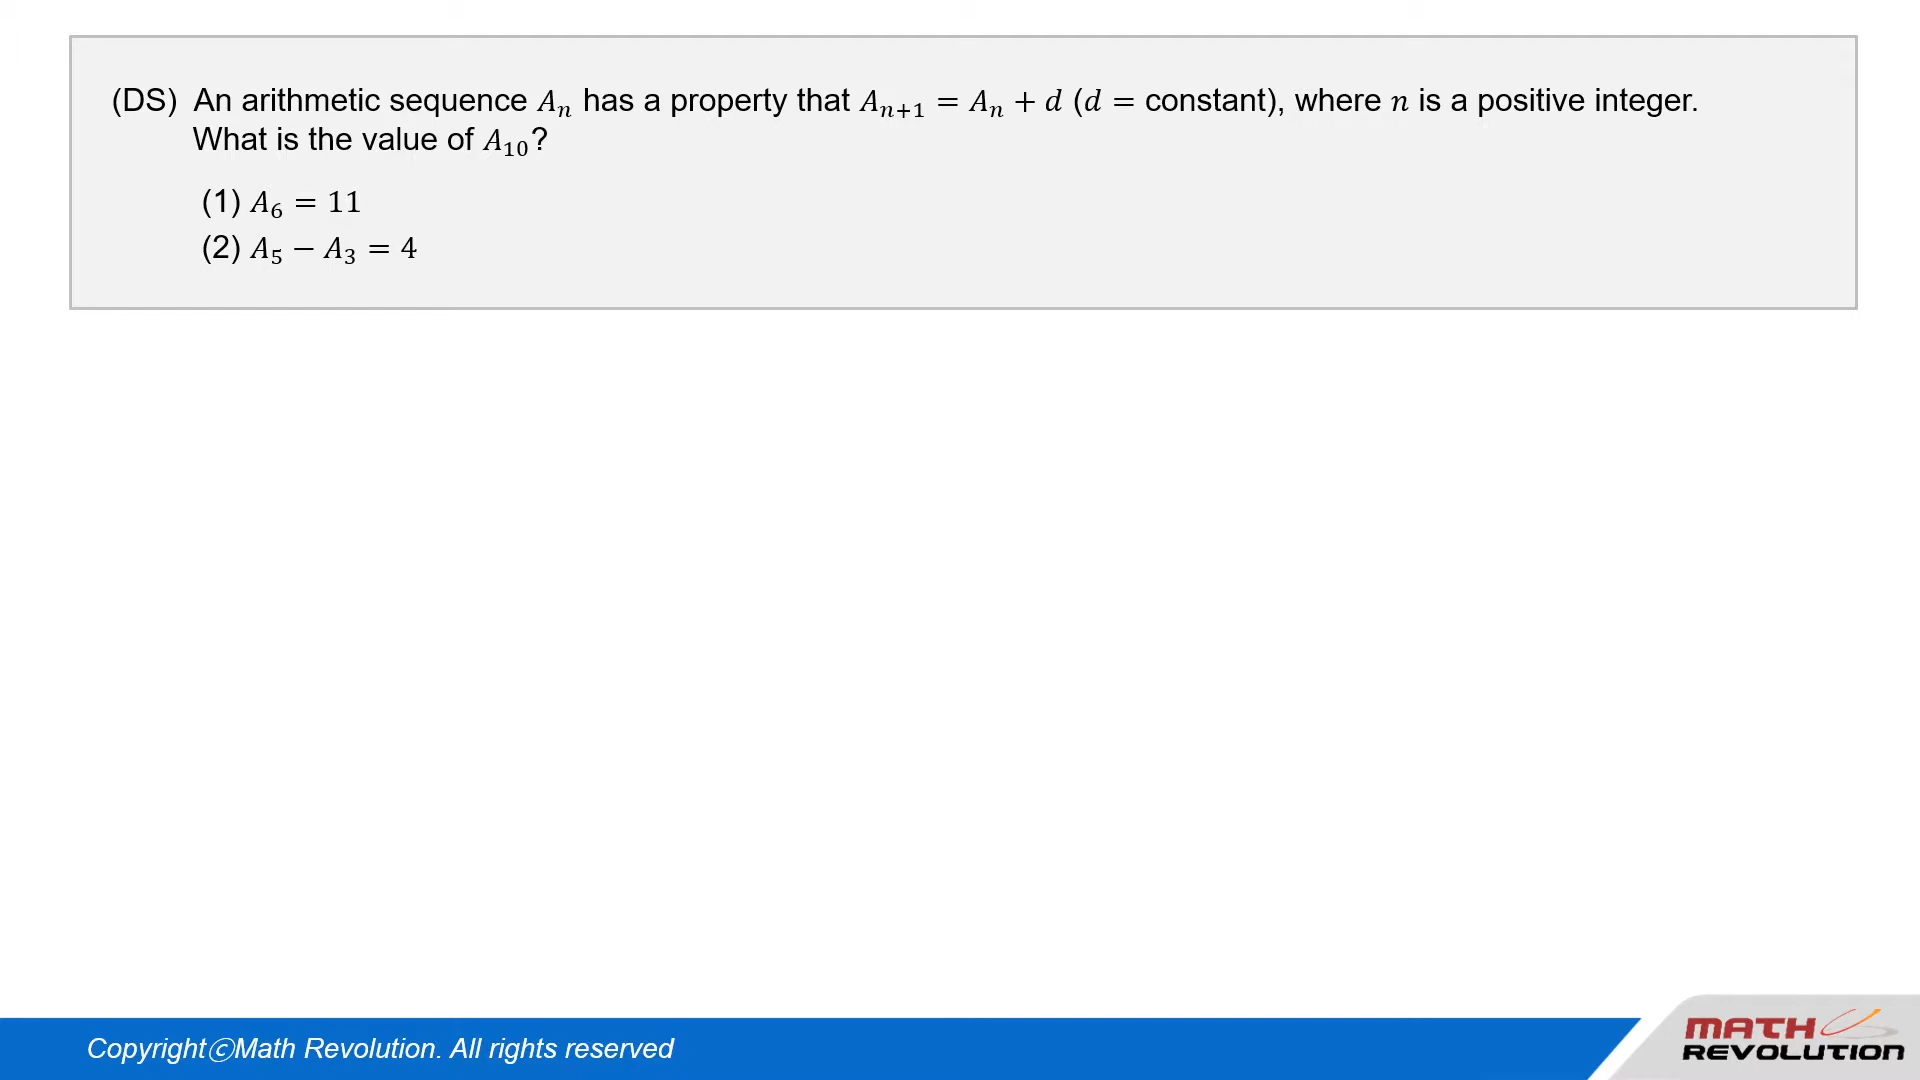 (DS) An arithmetic sequence 𝐴ₙ has a property that 𝐴ₙ₊₁ = 𝐴ₙ + 𝑑 (𝑑 = constant), where 𝑛 is a positive integer.
What is the value of 𝐴₁₀?
(1) 𝐴₆ = 11
(2) 𝐴₅ − 𝐴₃ = 4
Copyrightⓒ Math Revolution. All rights reserved
MATH
REVOLUTION